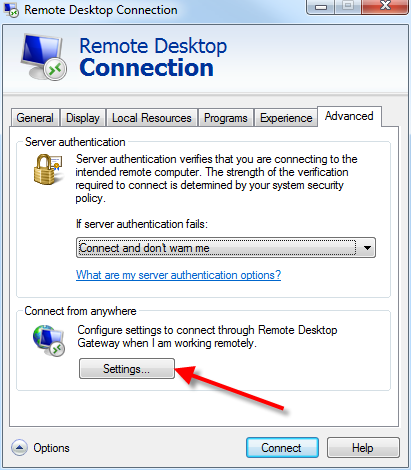 Remote Desktop Connection
Remote Desktop
Connection
General Display Local Resources Programs Experience Advanced
Server authentication
Server authentication verifies that you are connecting to the
intended remote computer. The strength of the verification
required to connect is determined by your system security
policy.
If server authentication fails:
Connect and don't warn me
What are my server authentication options?
Connect from anywhere
Configure settings to connect through Remote Desktop
Gateway when I am working remotely.
Settings...
Options Connect Help